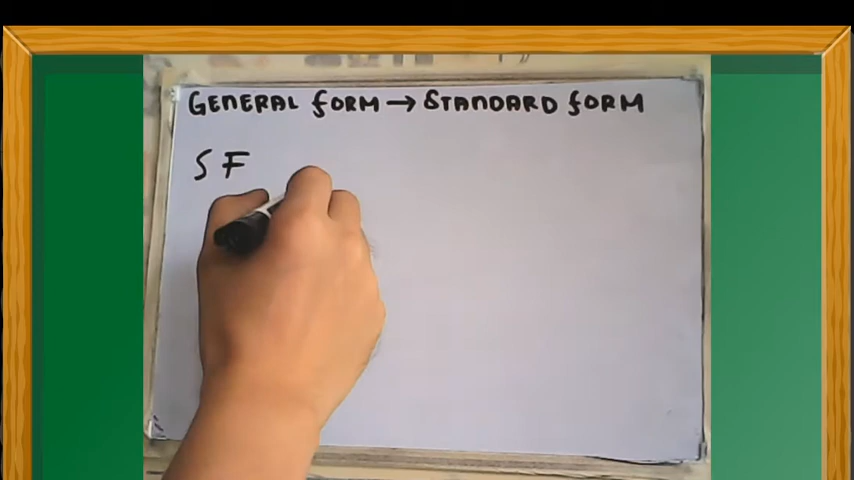 GENERAL FORM → STANDARD FORM
SF